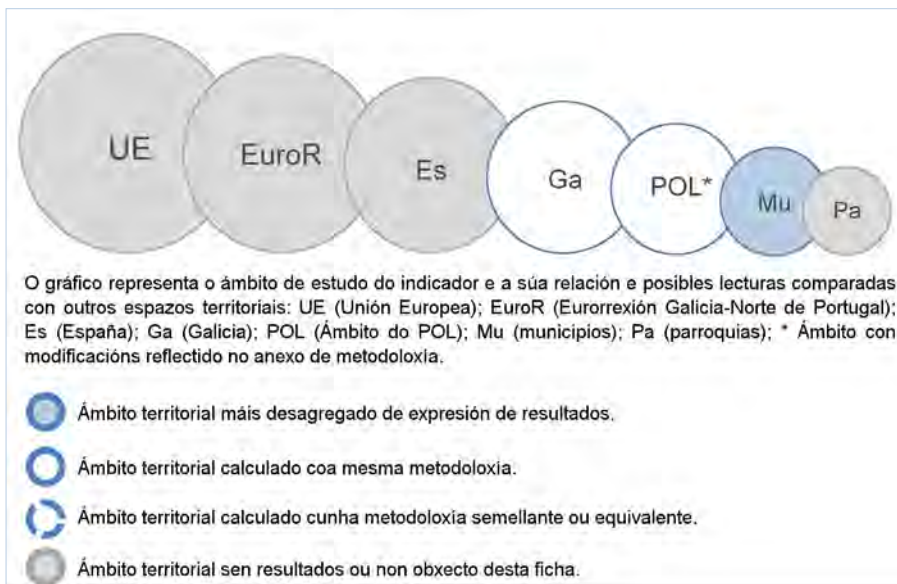 UE
EuroR
Es
Ga
POL*
Mu
Pa
O gráfico representa o ámbito de estudo do indicador e a súa relación e posibles lecturas comparadas
con outros espazos territoriais: UE (Unión Europea); EuroR (Eurorrexión Galicia-Norte de Portugal);
Es (España); Ga (Galicia); POL (Ámbito do POL); Mu (municipios); Pa (parroquias); * Ámbito con
modificacións reflectido no anexo de metodoloxía.
Ámbito territorial máis desagregado de expresión de resultados.
Ámbito territorial calculado coa mesma metodoloxia.
Ámbito territorial calculado cunha metodoloxia semellante ou equivalente.
Ámbito territorial sen resultados ou non obxecto desta ficha.